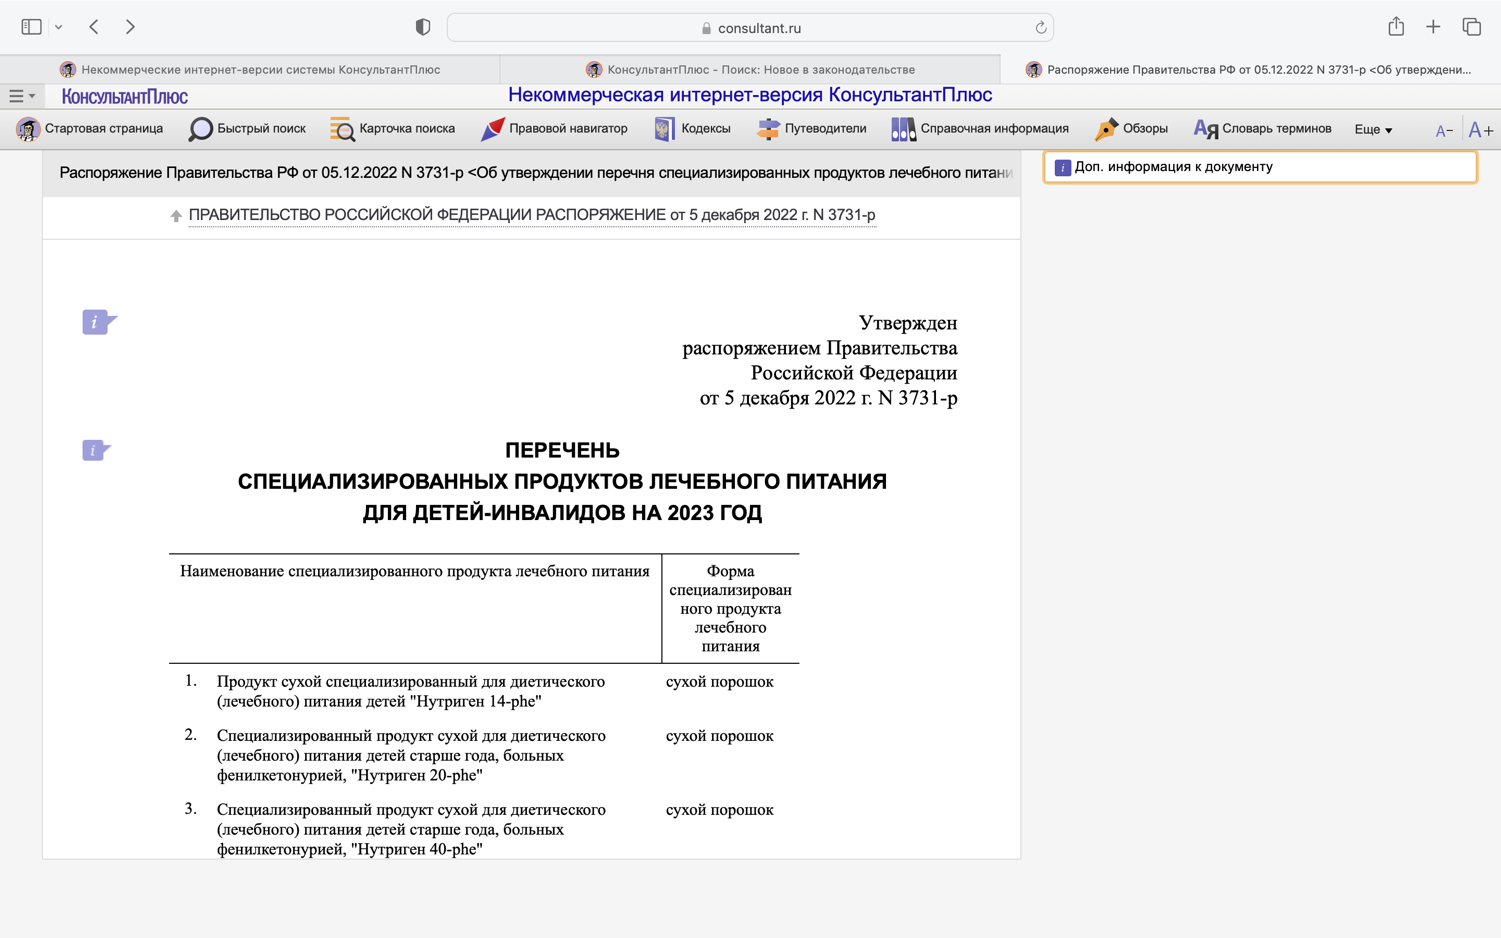 consultant.ru
Некоммерческие интернет-версии системы КонсультантПлюс
КонсультантПлюс - Поиск: Новое в законодательстве
Распоряжение Правительства РФ от 05.12.2022 N 3731-р <Об утверждени...
КонсультантПлюс
Некоммерческая интернет-версия КонсультантПлюс
Стартовая страница
Быстрый поиск
Карточка поиска
Правовой навигатор
Кодексы
Путеводители
Справочная информация
Обзоры
Словарь терминов
Еще
A−
A+
Распоряжение Правительства РФ от 05.12.2022 N 3731-р <Об утверждении перечня специализированных продуктов лечебного питани
Доп. информация к документу
ПРАВИТЕЛЬСТВО РОССИЙСКОЙ ФЕДЕРАЦИИ РАСПОРЯЖЕНИЕ от 5 декабря 2022 г. N 3731-р
Утвержден
распоряжением Правительства
Российской Федерации
от 5 декабря 2022 г. N 3731-р
ПЕРЕЧЕНЬ
СПЕЦИАЛИЗИРОВАННЫХ ПРОДУКТОВ ЛЕЧЕБНОГО ПИТАНИЯ
ДЛЯ ДЕТЕЙ-ИНВАЛИДОВ НА 2023 ГОД
Наименование специализированного продукта лечебного питания
Форма
специализирован
ного продукта
лечебного
питания
1. Продукт сухой специализированный для диетического
(лечебного) питания детей "Нутриген 14-phe"
сухой порошок
2. Специализированный продукт сухой для диетического
(лечебного) питания детей старше года, больных
фенилкетонурией, "Нутриген 20-phe"
сухой порошок
3. Специализированный продукт сухой для диетического
(лечебного) питания детей старше года, больных
фенилкетонурией, "Нутриген 40-phe"
сухой порошок